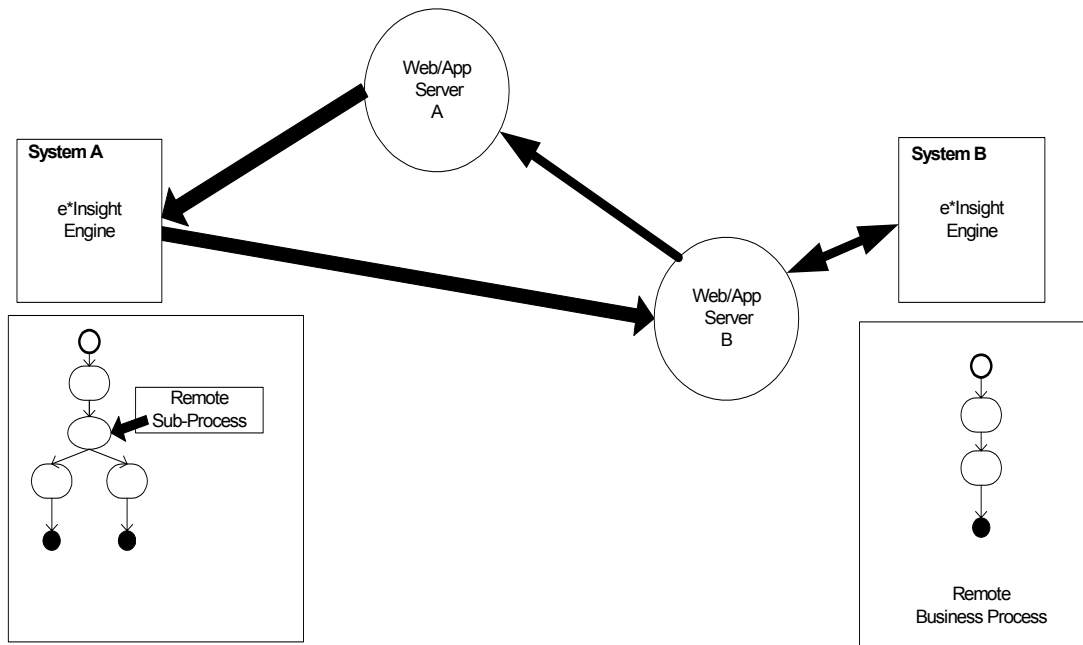 Web/App
Server
A
System A
e*Insight
Engine
System B
e*Insight
Engine
Web/App
Server
B
Remote
Sub-Process
Remote
Business Process